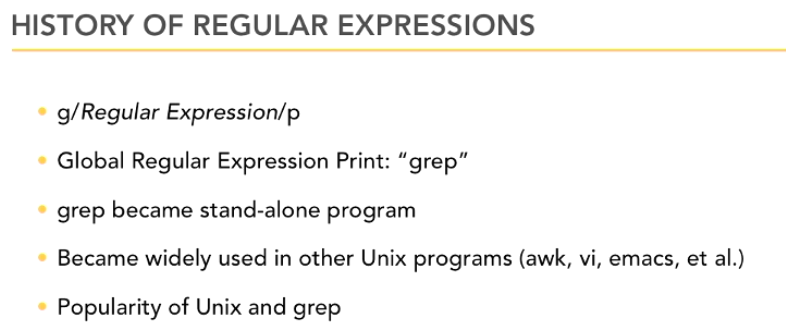 HISTORY OF REGULAR EXPRESSIONS
• g/Regular Expression/p
• Global Regular Expression Print: “grep”
• grep became stand-alone program
• Became widely used in other Unix programs (awk, vi, emacs, et al.)
• Popularity of Unix and grep